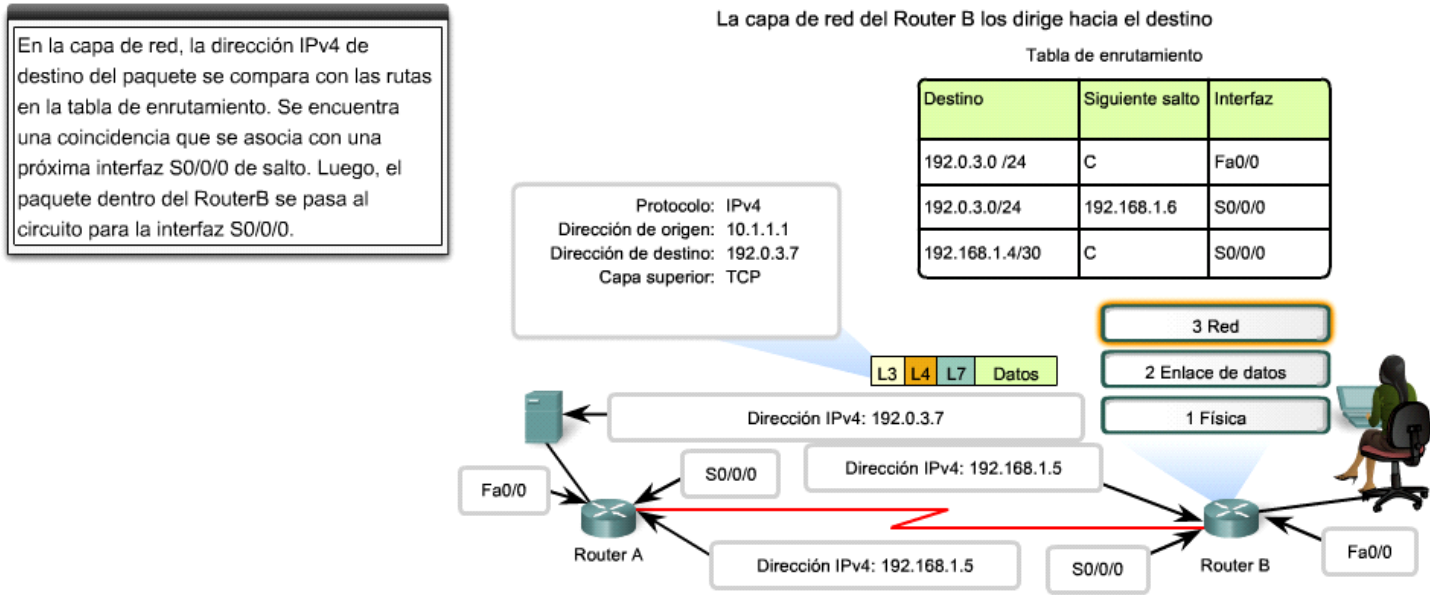 En la capa de red, la dirección IPv4 de
destino del paquete se compara con las rutas
en la tabla de enrutamiento. Se encuentra
una coincidencia que se asocia con una
próxima interfaz S0/0/0 de salto. Luego, el
paquete dentro del RouterB se pasa al
circuito para la interfaz S0/0/0.
La capa de red del Router B los dirige hacia el destino
Tabla de enrutamiento
Destino Siguiente salto Interfaz
192.0.3.0 /24 C Fa0/0
192.0.3.0/24 192.168.1.6 S0/0/0
192.168.1.4/30 C S0/0/0
Protocolo: IPv4
Dirección de origen: 10.1.1.1
Dirección de destino: 192.0.3.7
Capa superior: TCP
3 Red
2 Enlace de datos
1 Física
L3 L4 L7 Datos
Dirección IPv4: 192.0.3.7
Dirección IPv4: 192.168.1.5
S0/0/0
Fa0/0
Router A
Dirección IPv4: 192.168.1.5
S0/0/0
Router B
Fa0/0